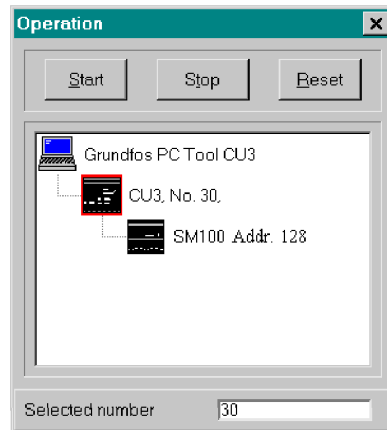 Operation
Start Stop Reset
Grundfos PC Tool CU3
CU3, No. 30,
SM100 Addr. 128
Selected number 30